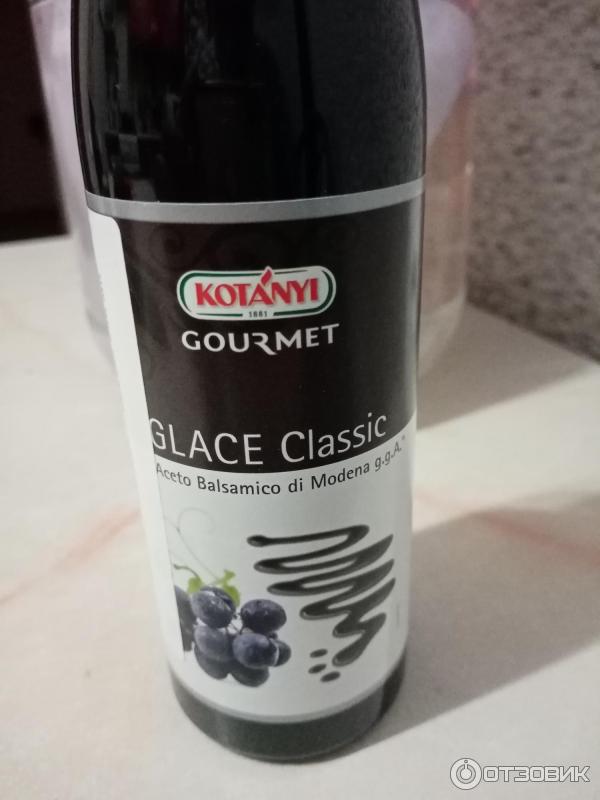 KOTÁNYI
1881
GOURMET
GLACE Classic
Aceto Balsamico di Modena g.g.A.*
ОТЗОВИК